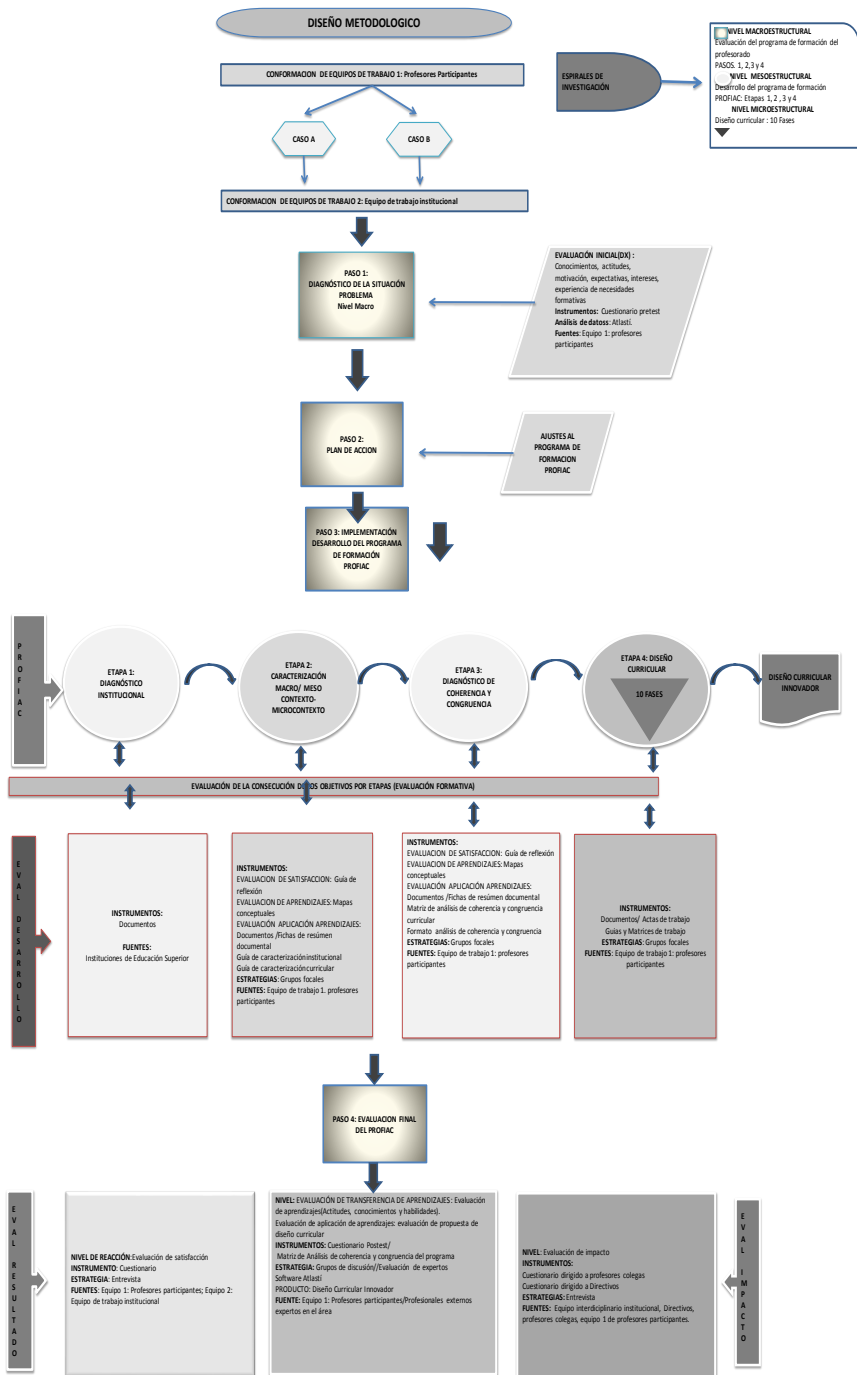 DISEÑO METODOLOGICO
CONFORMACION DE EQUIPOS DE TRABAJO 1: Profesores Participantes
ESPIRALES DE
INVESTIGACIÓN
NIVEL MACROESTRUCTURAL
Evaluación del programa de formación del
profesorado
PASOS. 1, 2,3 y 4
NIVEL MESOESTRUCTURAL
Desarrollo del programa de formación
PROFIAC: Etapas 1, 2 , 3 y 4
NIVEL MICROESTRUCTURAL
Diseño curricular : 10 Fases
CASO A
CASO B
CONFORMACION DE EQUIPOS DE TRABAJO 2: Equipo de trabajo institucional
PASO 1:
DIAGNÓSTICO DE LA SITUACIÓN
PROBLEMA
Nivel Macro
EVALUACIÓN INICIAL(DX) :
Conocimientos, actitudes,
motivación, expectativas, intereses,
experiencia de necesidades
formativas
Instrumentos: Cuestionario pretest
Análisis de datoss: Atlastí.
Fuentes: Equipo 1: profesores
participantes
PASO 2:
PLAN DE ACCION
AJUSTES AL
PROGRAMA DE
FORMACION
PROFIAC
PASO 3: IMPLEMENTACIÓN
DESARROLLO DEL PROGRAMA
DE FORMACIÓN
PROFIAC
PROFIAC
ETAPA 1:
DIAGNÓSTICO
INSTITUCIONAL
ETAPA 2:
CARACTERIZACIÓN
MACRO/ MESO
CONTEXTO-
MICROCONTEXTO
ETAPA 3:
DIAGNÓSTICO DE
COHERENCIA Y
CONGRUENCIA
ETAPA 4: DISEÑO
CURRICULAR
10 FASES
DISEÑO CURRICULAR
INNOVADOR
EVALUACIÓN DE LA CONSECUCIÓN DE LOS OBJETIVOS POR ETAPAS (EVALUACIÓN FORMATIVA)
EVAL DESARROLLO
INSTRUMENTOS:
Documentos
FUENTES:
Instituciones de Educación Superior
INSTRUMENTOS:
EVALUACION DE SATISFACCION: Guía de
reflexión
EVALUACION DE APRENDIZAJES: Mapas
conceptuales
EVALUACIÓN APLICACIÓN APRENDIZAJES:
Documentos /Fichas de resúmen
documental
Guía de caracterización institucional
Guía de caracterización curricular
ESTRATEGIAS: Grupos focales
FUENTES: Equipo de trabajo 1. profesores
participantes
INSTRUMENTOS:
EVALUACION DE SATISFACCION: Guía de reflexión
EVALUACION DE APRENDIZAJES: Mapas
conceptuales
EVALUACIÓN APLICACIÓN APRENDIZAJES:
Documentos /Fichas de resúmen documental
Matriz de análisis de coherencia y congruencia
curricular
Formato análisis de coherencia y congruencia
ESTRATEGIAS: Grupos focales
FUENTES: Equipo de trabajo 1: profesores
participantes
INSTRUMENTOS:
Documentos/ Actas de trabajo
Guías y Matrices de trabajo
ESTRATEGIAS: Grupos focales
FUENTES: Equipo de trabajo 1: profesores
participantes
PASO 4: EVALUACION FINAL
DEL PROFIAC
EVAL RESULTADO
NIVEL DE REACCIÓN:Evaluación de satisfacción
INSTRUMENTO: Cuestionario
ESTRATEGIA: Entrevista
FUENTES: Equipo 1: Profesores participantes; Equipo 2:
Equipo de trabajo institucional
NIVEL: EVALUACIÓN DE TRANSFERENCIA DE APRENDIZAJES: Evaluación
de aprendizajes(Actitudes, conocimientos y habilidades).
Evaluación de aplicación de aprendizajes: evaluación de propuesta de
diseño curricular
INSTRUMENTOS: Cuestionario Postest/
Matriz de Análisis de coherencia y congruencia del programa
ESTRATEGIA: Grupos de discusión//Evaluación de expertos
Software Atlastí
PRODUCTO: Diseño Curricular Innovador
FUENTE: Equipo 1: Profesores participantes/Profesionales externos
expertos en el área
NIVEL: Evaluación de impacto
INSTRUMENTOS:
Cuestionario dirigido a profesores colegas
Cuestionario dirigido a Directivos
ESTRATEGIAS: Entrevista
FUENTES: Equipo interdiciplinario institucional, Directivos,
profesores colegas, equipo 1 de profesores participantes.
EVAL IMPACTO